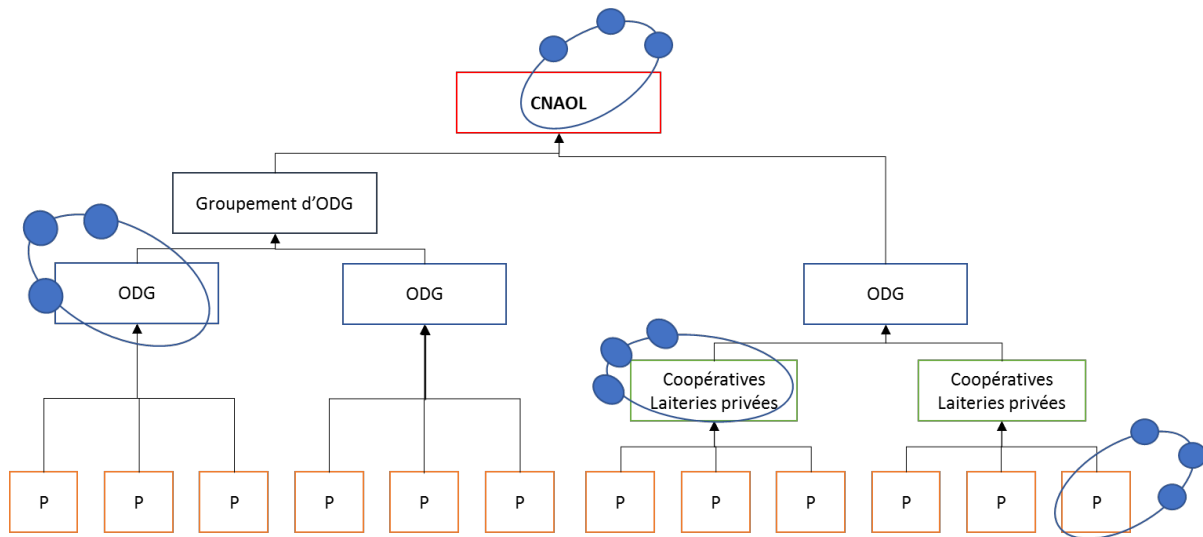 CNAOL
Groupement d’ODG
ODG
ODG
ODG
Coopératives
Laiteries privées
Coopératives
Laiteries privées
P
P
P
P
P
P
P
P
P
P
P
P